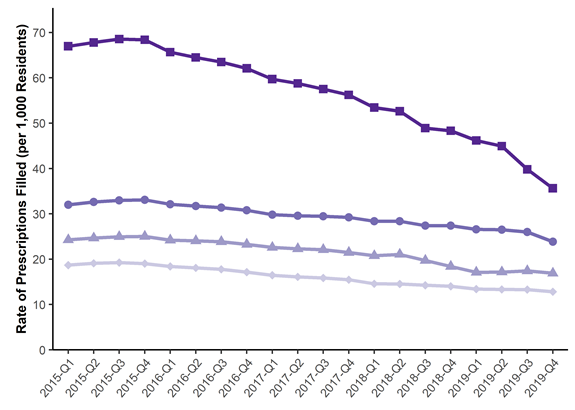 Rate of Prescriptions Filled (per 1,000 Residents)
70
60
50
40
30
20
10
0
2015-Q1
2015-Q2
2015-Q3
2015-Q4
2016-Q1
2016-Q2
2016-Q3
2016-Q4
2017-Q1
2017-Q2
2017-Q3
2017-Q4
2018-Q1
2018-Q2
2018-Q3
2018-Q4
2019-Q1
2019-Q2
2019-Q3
2019-Q4